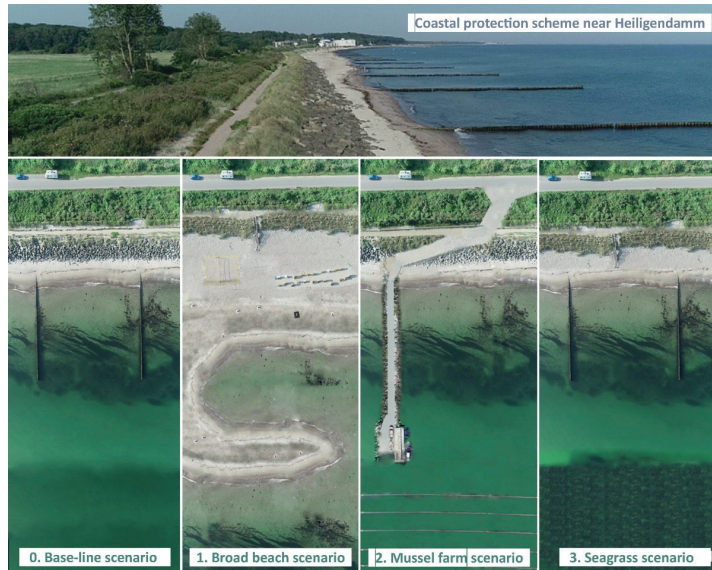 Coastal protection scheme near Heiligendamm
0. Base-line scenario
1. Broad beach scenario
2. Mussel farm scenario
3. Seagrass scenario